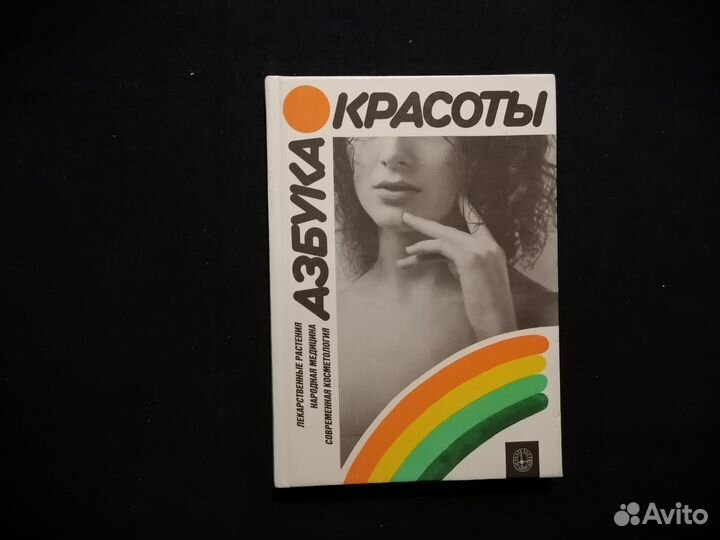 АЗБУКА
КРАСОТЫ
ЛЕКАРСТВЕННЫЕ РАСТЕНИЯ
НАРОДНАЯ МЕДИЦИНА
СОВРЕМЕННАЯ КОСМЕТОЛОГИЯ
Avito